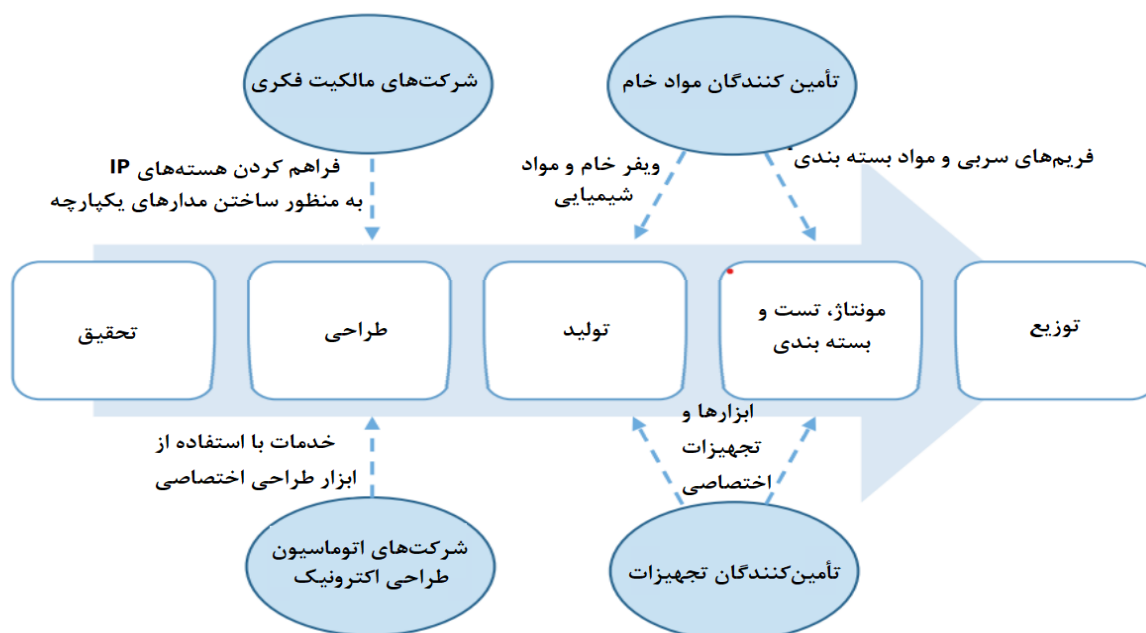 شرکت‌های مالکیت فکری
تأمین کنندگان مواد خام
فراهم کردن هسته‌های IP
به منظور ساختن مدارهای یکپارچه
ویفر خام و مواد
شیمیایی
فریم‌های سربی و مواد بسته بندی
تحقیق
طراحی
تولید
مونتاژ، تست و
بسته بندی
توزیع
خدمات با استفاده از
ابزار طراحی اختصاصی
ابزارها و
تجهیزات
اختصاصی
شرکت‌های اتوماسیون
طراحی اکترونیک
تأمین‌کنندگان تجهیزات